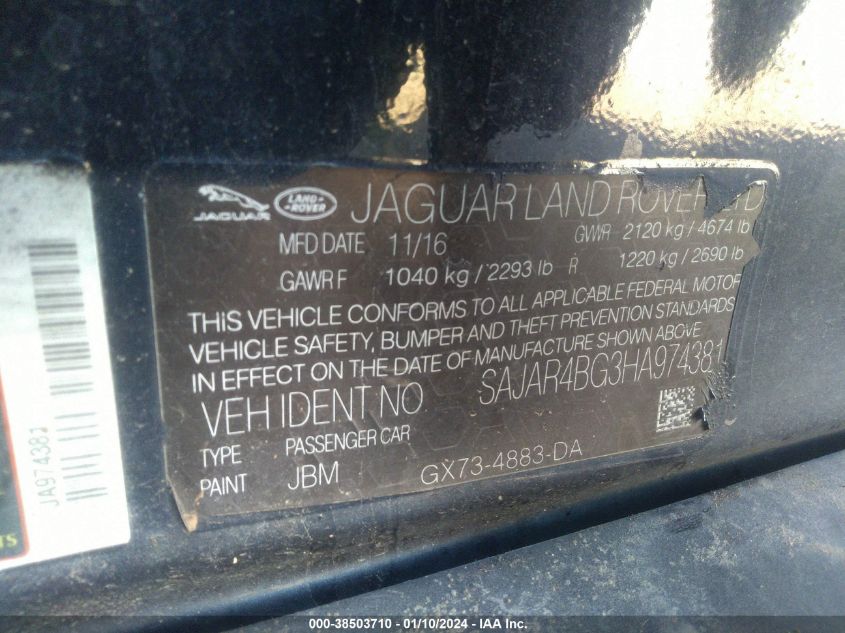 JAGUAR
LAND ROVER
JAGUAR LAND ROVER
MFD DATE 11/16 GVWR 2120 kg / 4674 lb
GAWR F 1040 kg / 2293 lb R 1220 kg / 2690 lb
THIS VEHICLE CONFORMS TO ALL APPLICABLE FEDERAL MOTOR
VEHICLE SAFETY, BUMPER AND THEFT PREVENTION STANDARDS
IN EFFECT ON THE DATE OF MANUFACTURE SHOWN ABOVE
VEH IDENT NO SAJAR4BG3HA974381
TYPE PASSENGER CAR
PAINT JBM GX73-4883-DA
JA974381
000-38503710 - 01/10/2024 - IAA Inc.